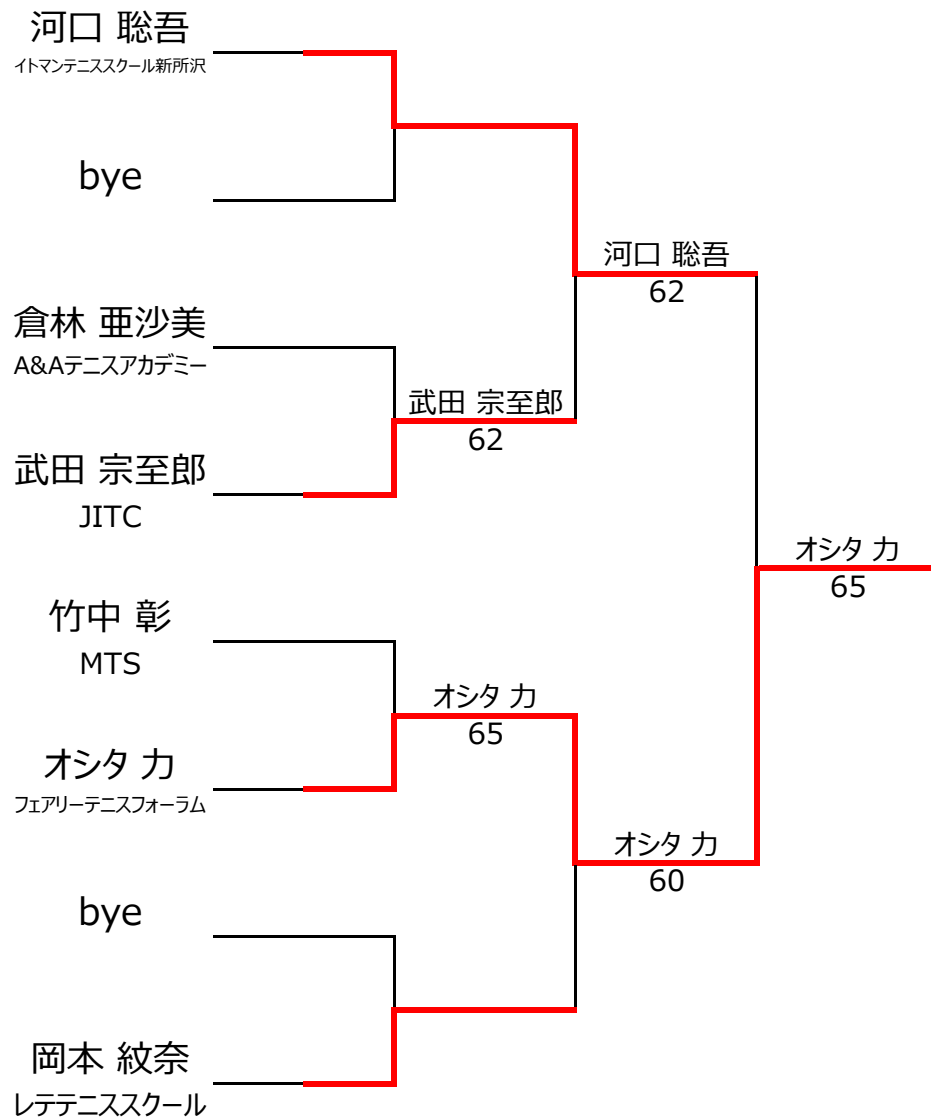 河口 聡吾
イトマンテニススクール新所沢
bye
河口 聡吾
62
倉林 亜沙美
A&Aテニスアカデミー
武田 宗至郎
62
武田 宗至郎
JITC
オシタ 力
65
竹中 彰
MTS
オシタ 力
65
オシタ 力
フェアリーテニスフォーラム
オシタ 力
60
bye
岡本 紋奈
レテテニススクール